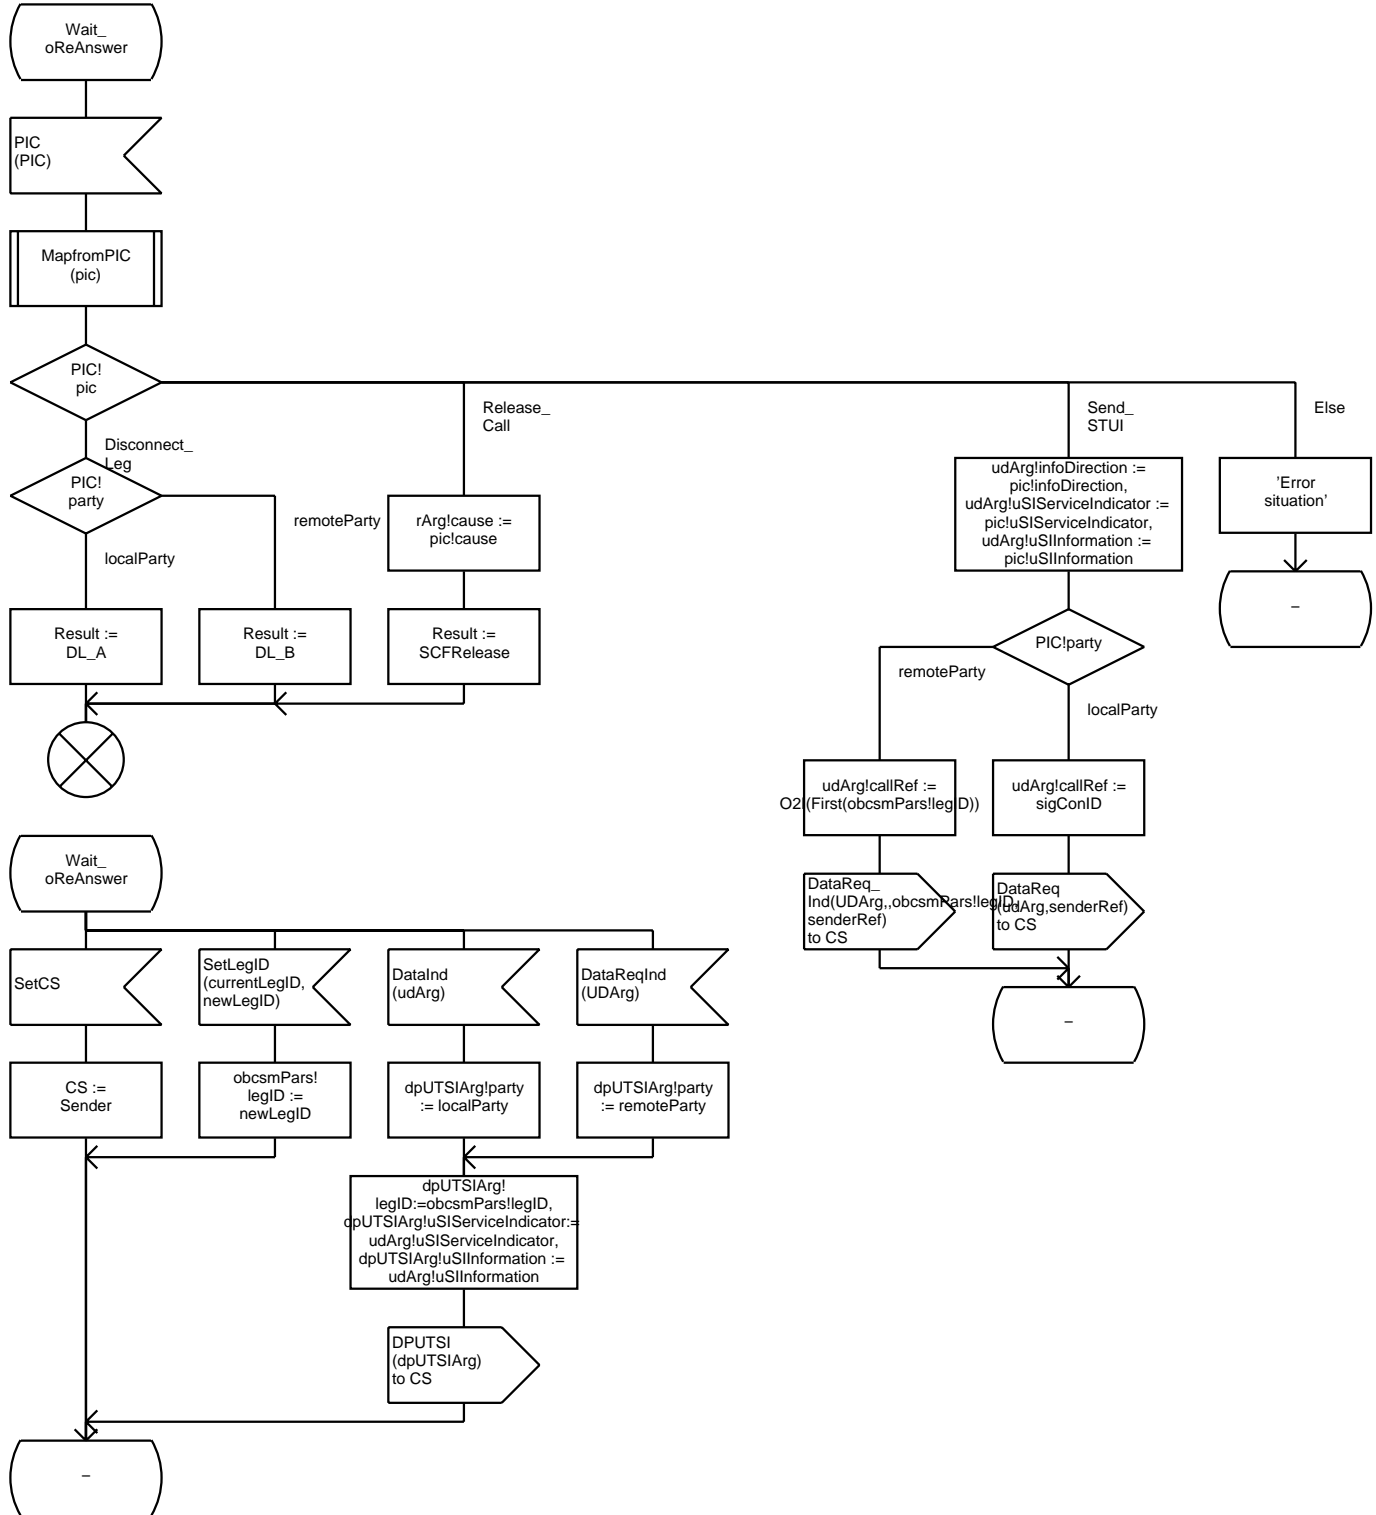 Wait_
oReAnswer
PIC
(PIC)
MapfromPIC
(pic)
PIC!
pic
Disconnect_
Leg
Release_
Call
Send_
STUI
Else
PIC!
party
remoteParty
localParty
rArg!cause :=
pic!cause
udArg!infoDirection :=
pic!infoDirection,
udArg!uSIServiceIndicator :=
pic!uSIServiceIndicator,
udArg!uSIInformation :=
pic!uSIInformation
'Error
situation'
Result :=
DL_A
Result :=
DL_B
Result :=
SCFRelease
–
PIC!party
remoteParty
localParty
udArg!callRef :=
O2I(First(obcsmPars!legID))
udArg!callRef :=
sigConID
DataReq_
Ind(UDArg,,obcsmPars!legID,
senderRef)
to CS
DataReq
(udArg,senderRef)
to CS
–
Wait_
oReAnswer
SetCS
SetLegID
(currentLegID,
newLegID)
DataInd
(udArg)
DataReqInd
(UDArg)
CS :=
Sender
obcsmPars!
legID :=
newLegID
dpUTSIArg!party
:= localParty
dpUTSIArg!party
:= remoteParty
dpUTSIArg!
legID:=obcsmPars!legID,
dpUTSIArg!uSIServiceIndicator:=
udArg!uSIServiceIndicator,
dpUTSIArg!uSIInformation :=
udArg!uSIInformation
DPUTSI
(dpUTSIArg)
to CS
–